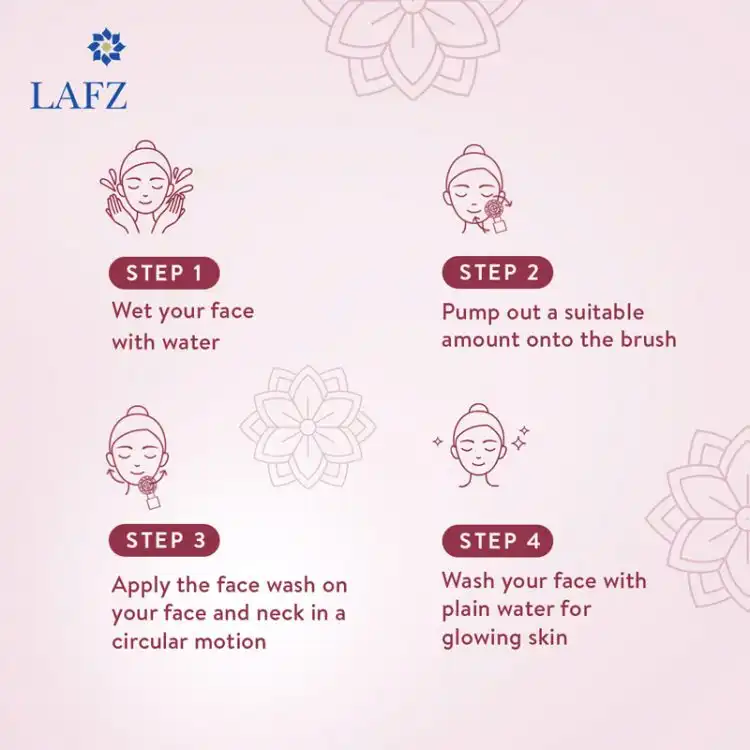 LAFZ
STEP 1
Wet your face
with water
STEP 2
Pump out a suitable
amount onto the brush
STEP 3
Apply the face wash on
your face and neck in a
circular motion
STEP 4
Wash your face with
plain water for
glowing skin